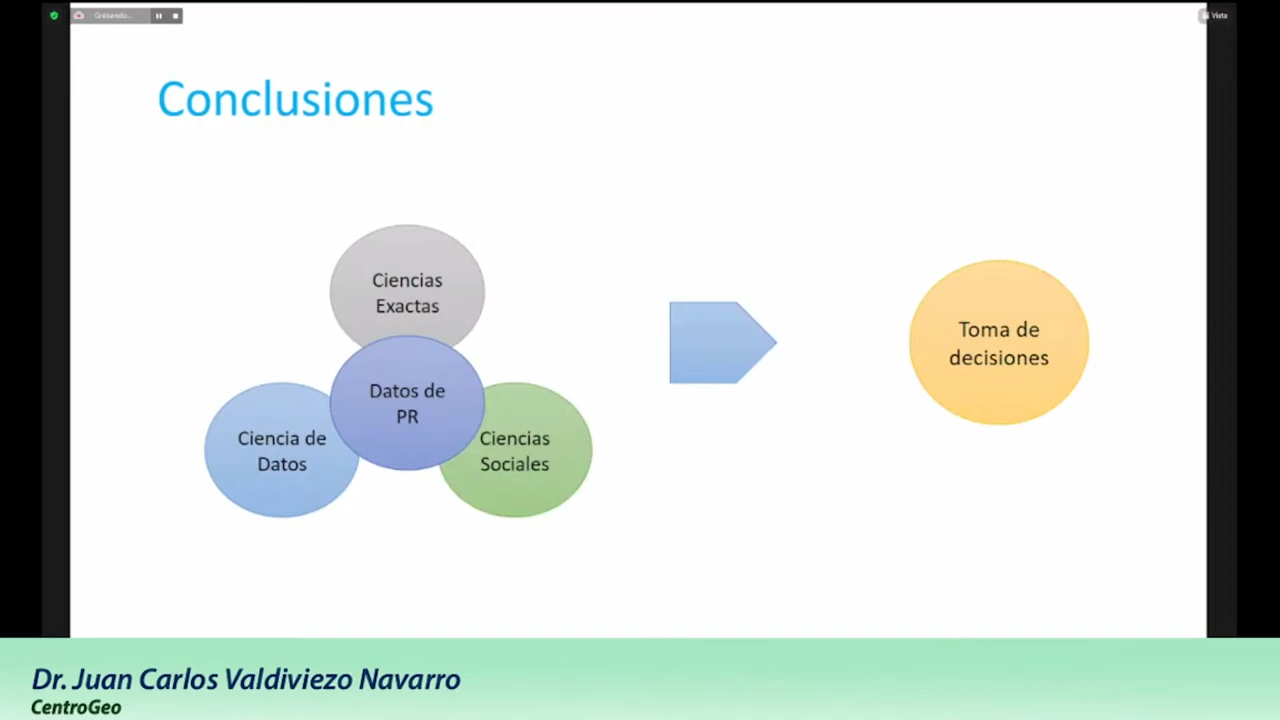 Grabando...
Vista
Conclusiones
Ciencias
Exactas
Datos de
PR
Ciencia de
Datos
Ciencias
Sociales
Toma de
decisiones
Dr. Juan Carlos Valdiviezo Navarro
CentroGeo